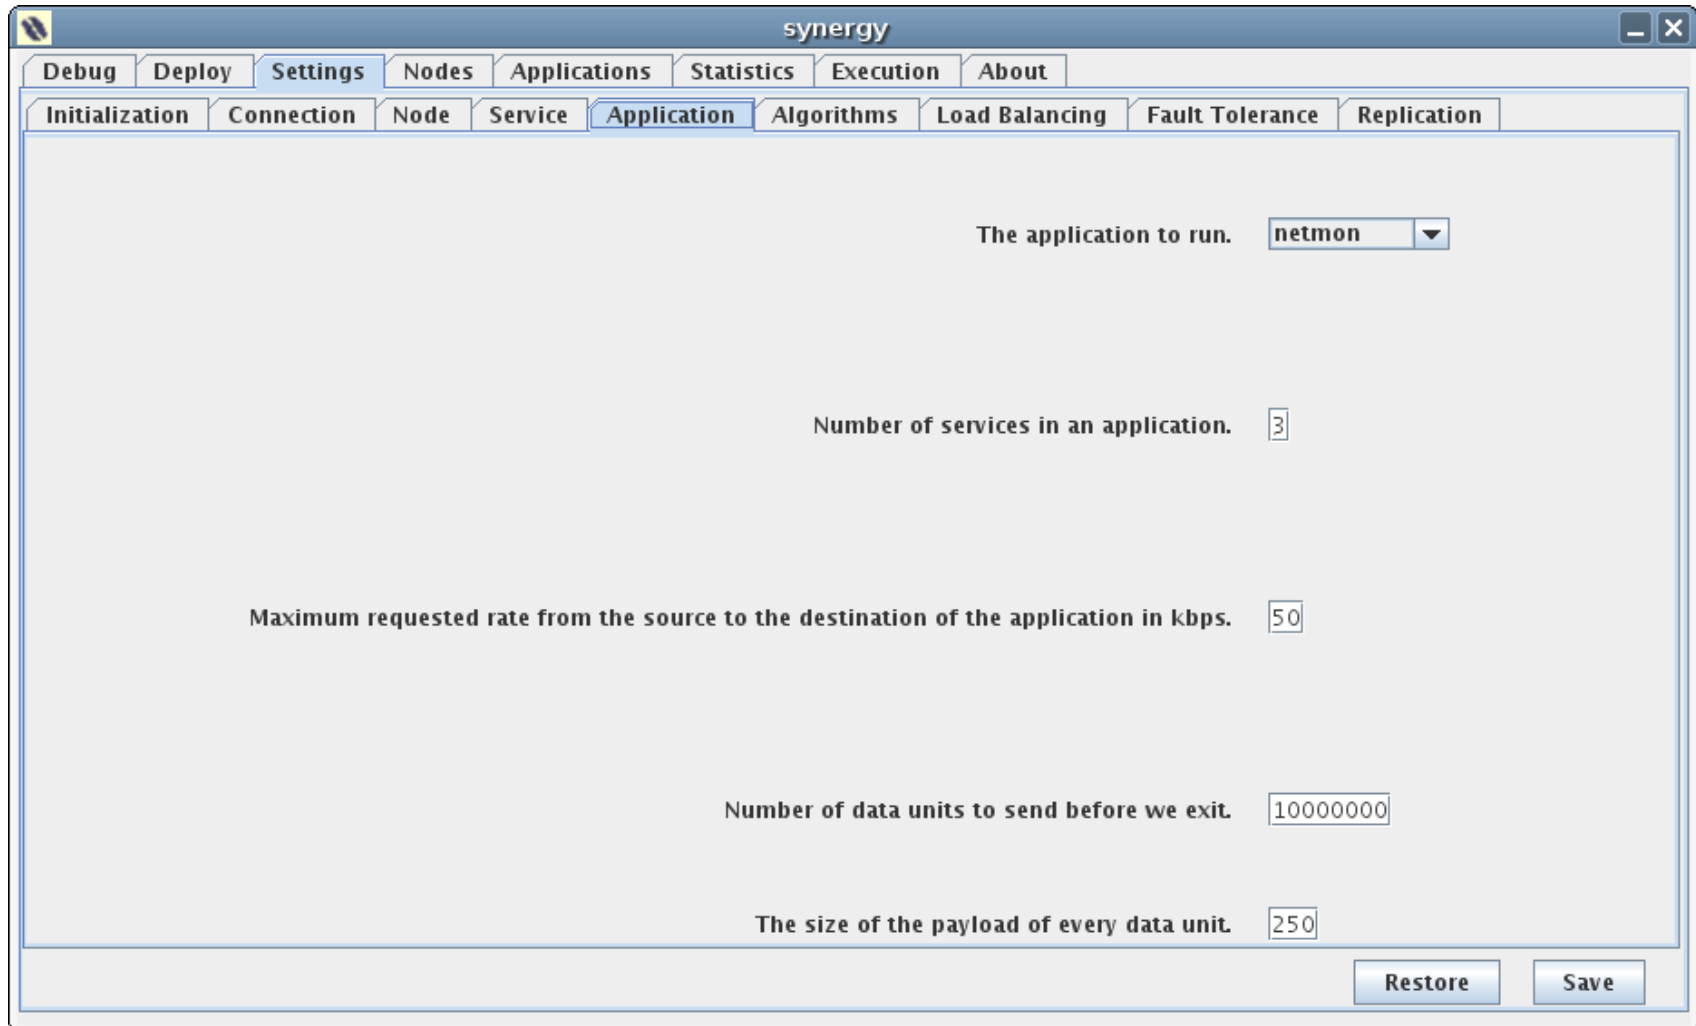 synergy
Debug Deploy Settings Nodes Applications Statistics Execution About
Initialization Connection Node Service Application Algorithms Load Balancing Fault Tolerance Replication
The application to run. netmon
Number of services in an application. 3
Maximum requested rate from the source to the destination of the application in kbps. 50
Number of data units to send before we exit. 10000000
The size of the payload of every data unit. 250
Restore Save